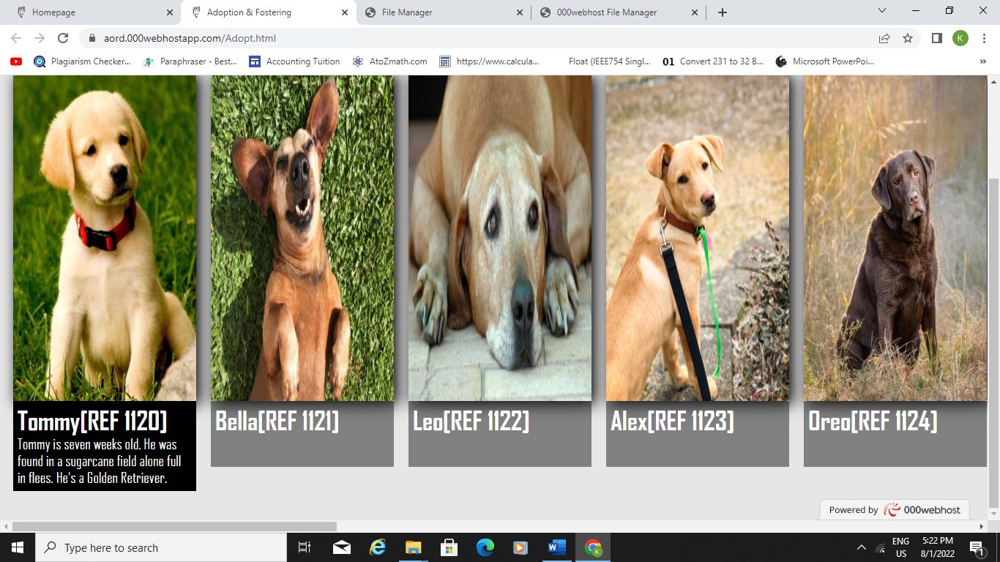 Homepage
Adoption & Fostering
File Manager
000webhost File Manager
aord.000webhostapp.com/Adopt.html
K
Plagiarism Checker...
Paraphraser - Best...
Accounting Tuition
AtoZmath.com
https://www.calcula...
Float (IEEE754 Singl...
01 Convert 231 to 32 B...
Microsoft PowerPoi...
Tommy[REF 1120]
Tommy is seven weeks old. He was
found in a sugarcane field alone full
in flees. He's a Golden Retriever.
Bella[REF 1121]
Leo[REF 1122]
Alex[REF 1123]
Oreo[REF 1124]
Powered by 000webhost
Type here to search
ENG
US
5:22 PM
8/1/2022
1